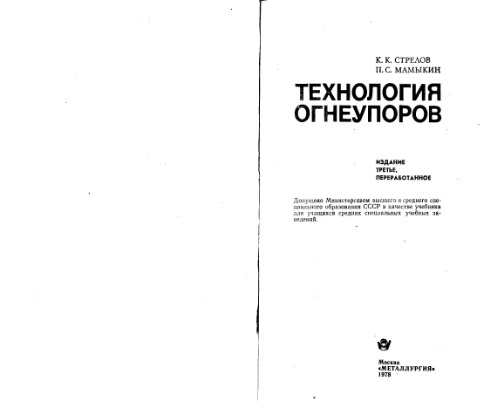 К. К. СТРЕЛОВ
П. С. МАМЫКИН
ТЕХНОЛОГИЯ
ОГНЕУПОРОВ
ИЗДАНИЕ
ТРЕТЬЕ,
ПЕРЕРАБОТАННОЕ
Допущено Министерством высшего и среднего спе-
циального образования СССР в качестве учебника
для учащихся средних специальных учебных за-
ведений.
Москва
«МЕТАЛЛУРГИЯ»
1978